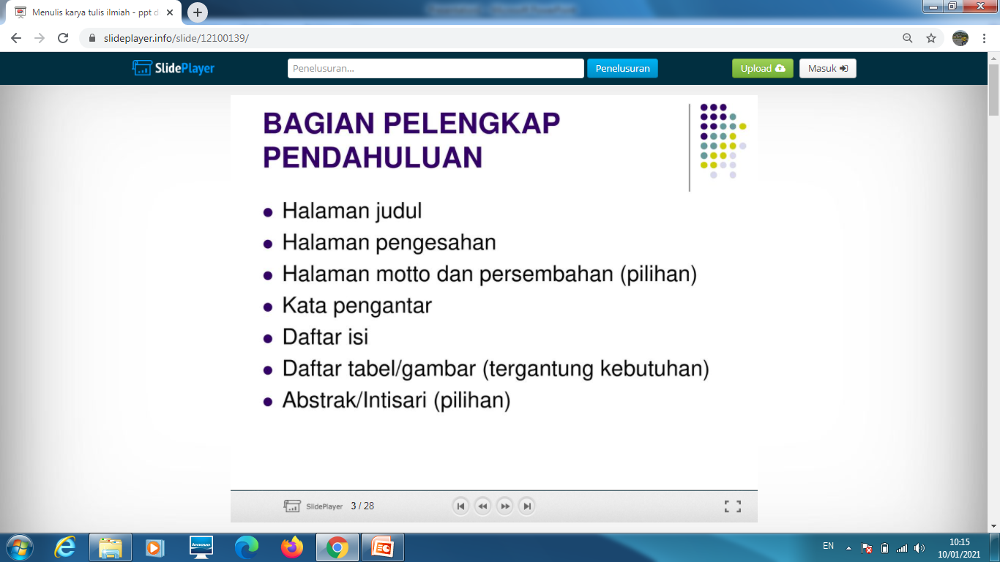 Menulis karya tulis ilmiah - ppt d
slideplayer.info/slide/12100139/
SlidePlayer
Penelusuran...
Penelusuran
Upload
Masuk
BAGIAN PELENGKAP
PENDAHULUAN
Halaman judul
Halaman pengesahan
Halaman motto dan persembahan (pilihan)
Kata pengantar
Daftar isi
Daftar tabel/gambar (tergantung kebutuhan)
Abstrak/Intisari (pilihan)
SlidePlayer 3 / 28
lenovo
EN
10:15
10/01/2021